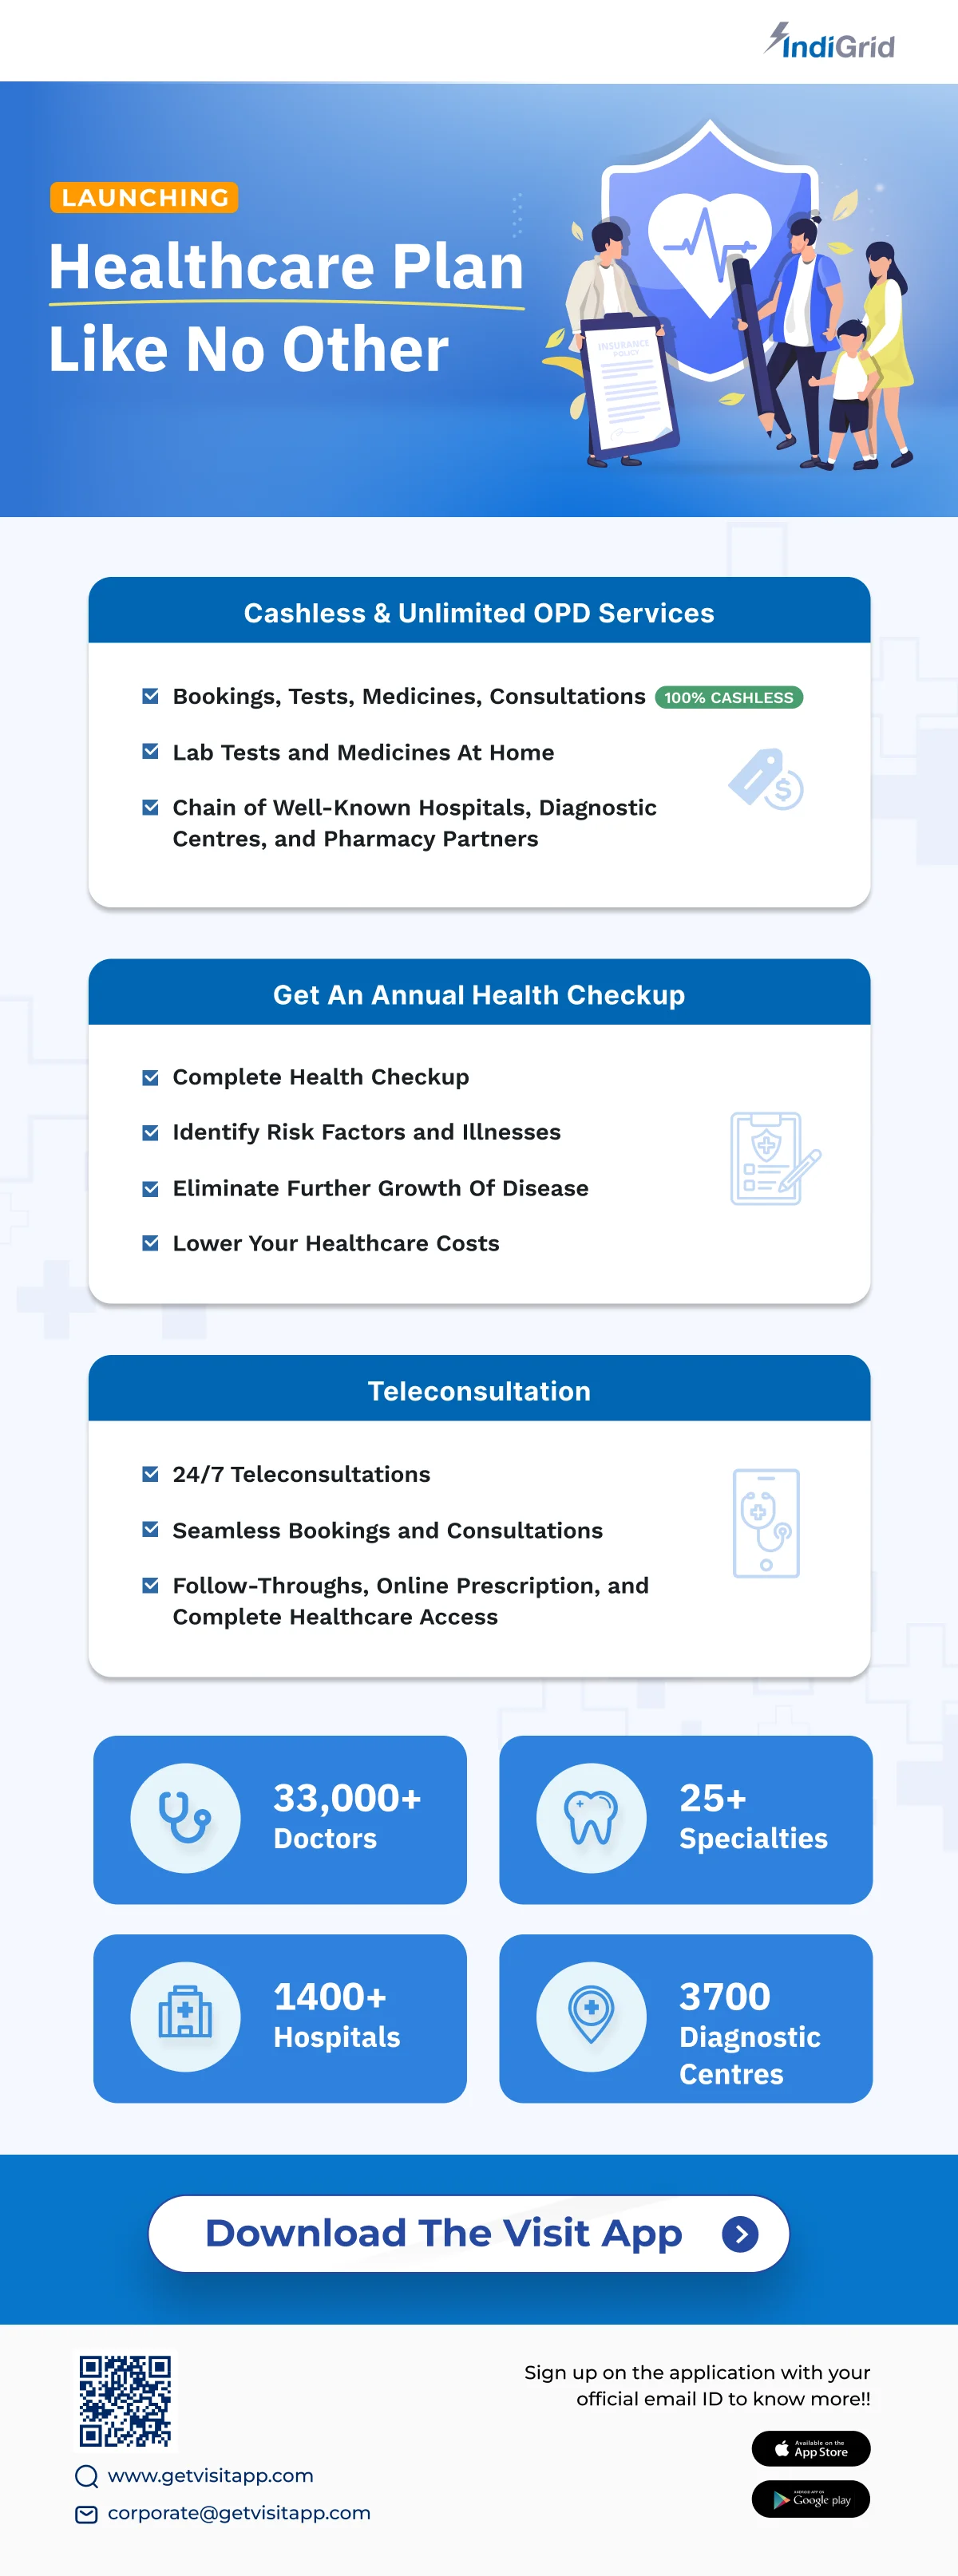 IndiGrid
LAUNCHING
Healthcare Plan
Like No Other
INSURANCE
POLICY
Cashless & Unlimited OPD Services
Bookings, Tests, Medicines, Consultations 100% CASHLESS
Lab Tests and Medicines At Home
Chain of Well-Known Hospitals, Diagnostic
Centres, and Pharmacy Partners
Get An Annual Health Checkup
Complete Health Checkup
Identify Risk Factors and Illnesses
Eliminate Further Growth Of Disease
Lower Your Healthcare Costs
Teleconsultation
24/7 Teleconsultations
Seamless Bookings and Consultations
Follow-Throughs, Online Prescription, and
Complete Healthcare Access
33,000+
Doctors
25+
Specialties
1400+
Hospitals
3700
Diagnostic
Centres
Download The Visit App
Sign up on the application with your
official email ID to know more!!
Available on the
App Store
ANDROID APP ON
Google play
www.getvisitapp.com
corporate@getvisitapp.com